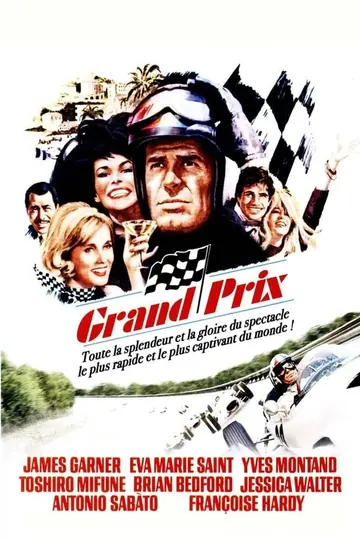 Grand Prix
Toute la splendeur et la gloire du spectacle
le plus rapide et le plus captivant du monde !
JAMES GARNER EVA MARIE SAINT YVES MONTAND
TOSHIRO MIFUNE BRIAN BEDFORD JESSICA WALTER
ANTONIO SABÀTO FRANÇOISE HARDY